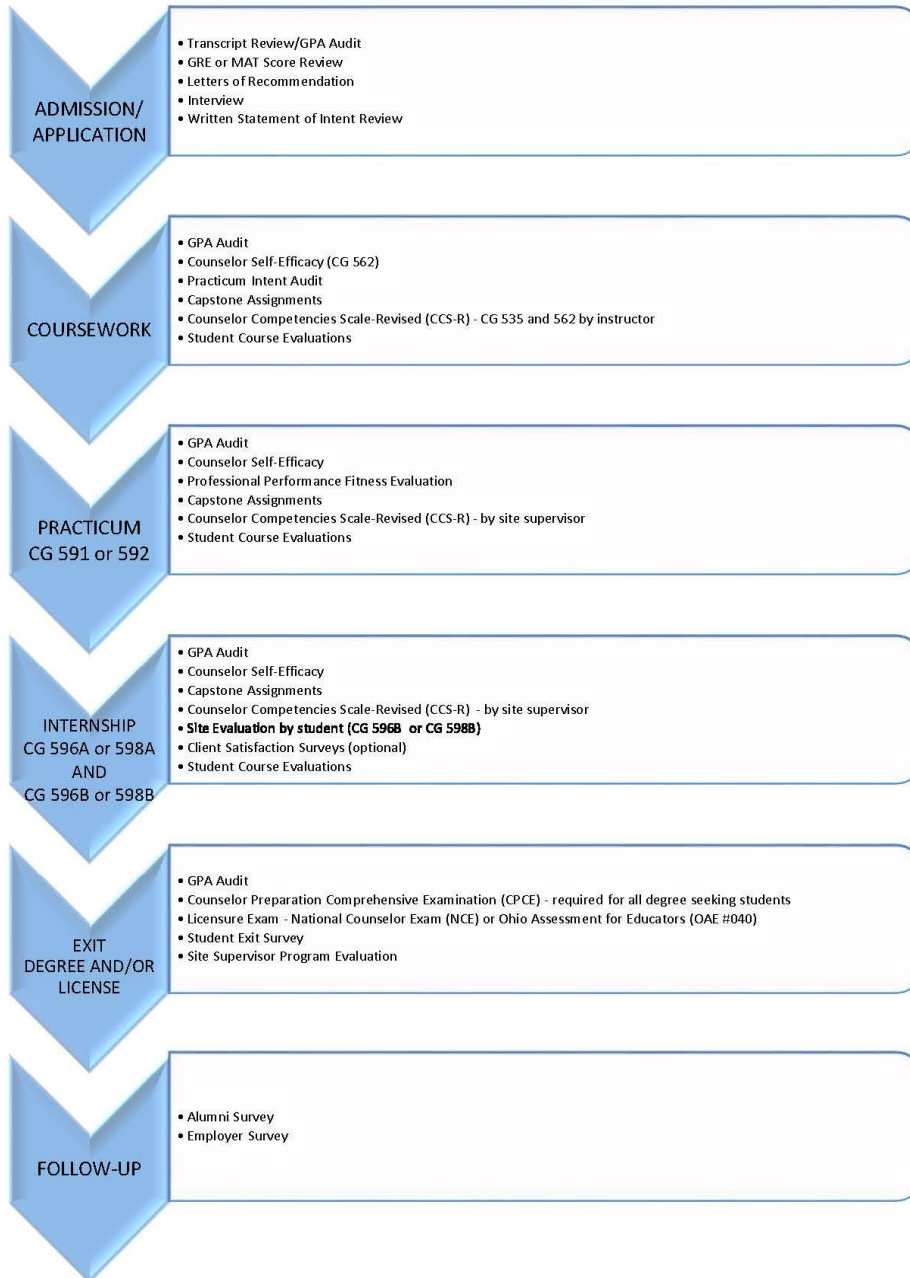 ADMISSION/
APPLICATION
• Transcript Review/GPA Audit
• GRE or MAT Score Review
• Letters of Recommendation
• Interview
• Written Statement of Intent Review
COURSEWORK
• GPA Audit
• Counselor Self-Efficacy (CG 562)
• Practicum Intent Audit
• Capstone Assignments
• Counselor Competencies Scale-Revised (CCS-R) - CG 535 and 562 by instructor
• Student Course Evaluations
PRACTICUM
CG 591 or 592
• GPA Audit
• Counselor Self-Efficacy
• Professional Performance Fitness Evaluation
• Capstone Assignments
• Counselor Competencies Scale-Revised (CCS-R) - by site supervisor
• Student Course Evaluations
INTERNSHIP
CG 596A or 598A
AND
CG 596B or 598B
• GPA Audit
• Counselor Self-Efficacy
• Capstone Assignments
• Counselor Competencies Scale-Revised (CCS-R) - by site supervisor
• Site Evaluation by student (CG 596B or CG 598B)
• Client Satisfaction Surveys (optional)
• Student Course Evaluations
EXIT
DEGREE AND/OR
LICENSE
• GPA Audit
• Counselor Preparation Comprehensive Examination (CPCE) - required for all degree seeking students
• Licensure Exam - National Counselor Exam (NCE) or Ohio Assessment for Educators (OAE #040)
• Student Exit Survey
• Site Supervisor Program Evaluation
FOLLOW-UP
• Alumni Survey
• Employer Survey